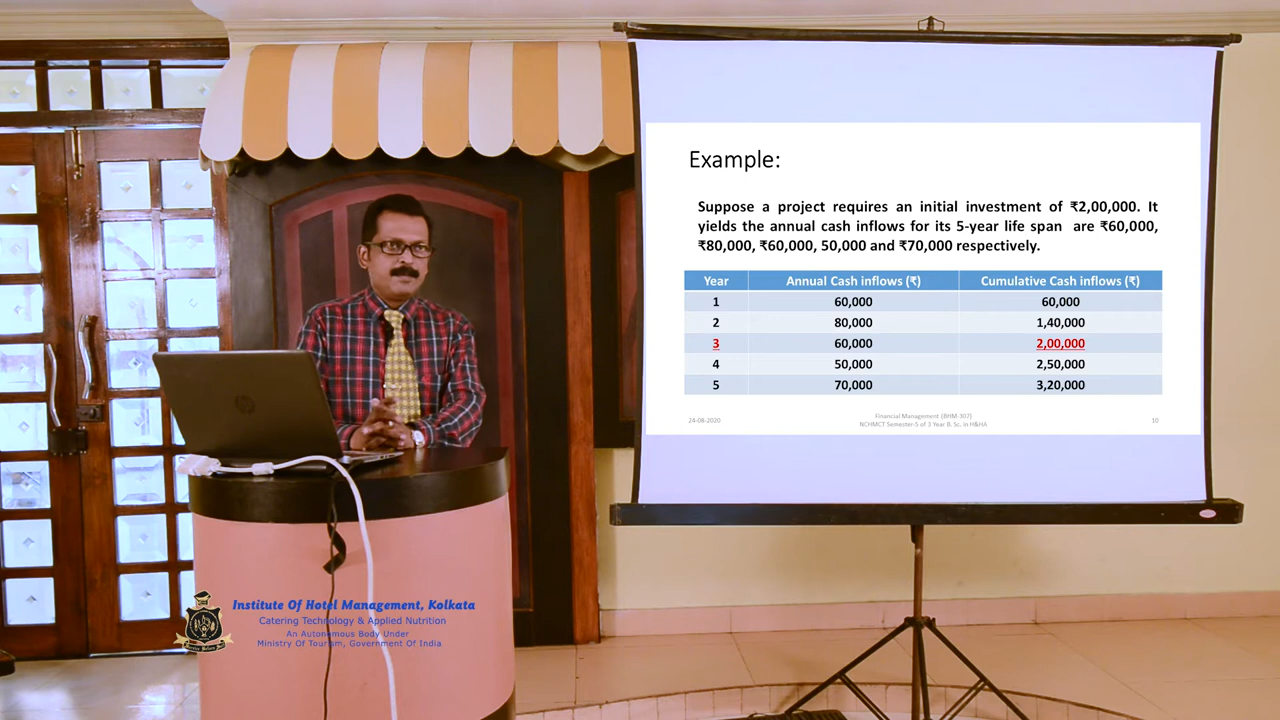 Example:
Suppose a project requires an initial investment of ₹2,00,000. It
yields the annual cash inflows for its 5-year life span are ₹60,000,
₹80,000, ₹60,000, 50,000 and ₹70,000 respectively.
Year Annual Cash inflows (₹) Cumulative Cash inflows (₹)
1 60,000 60,000
2 80,000 1,40,000
3 60,000 2,00,000
4 50,000 2,50,000
5 70,000 3,20,000
24-08-2020
Financial Management [BHM-307]
NCHMCT Semester-5 of 3 Year B. Sc. in H&HA
10
Institute Of Hotel Management, Kolkata
Catering Technology & Applied Nutrition
An Autonomous Body Under
Ministry Of Tourism, Government Of India